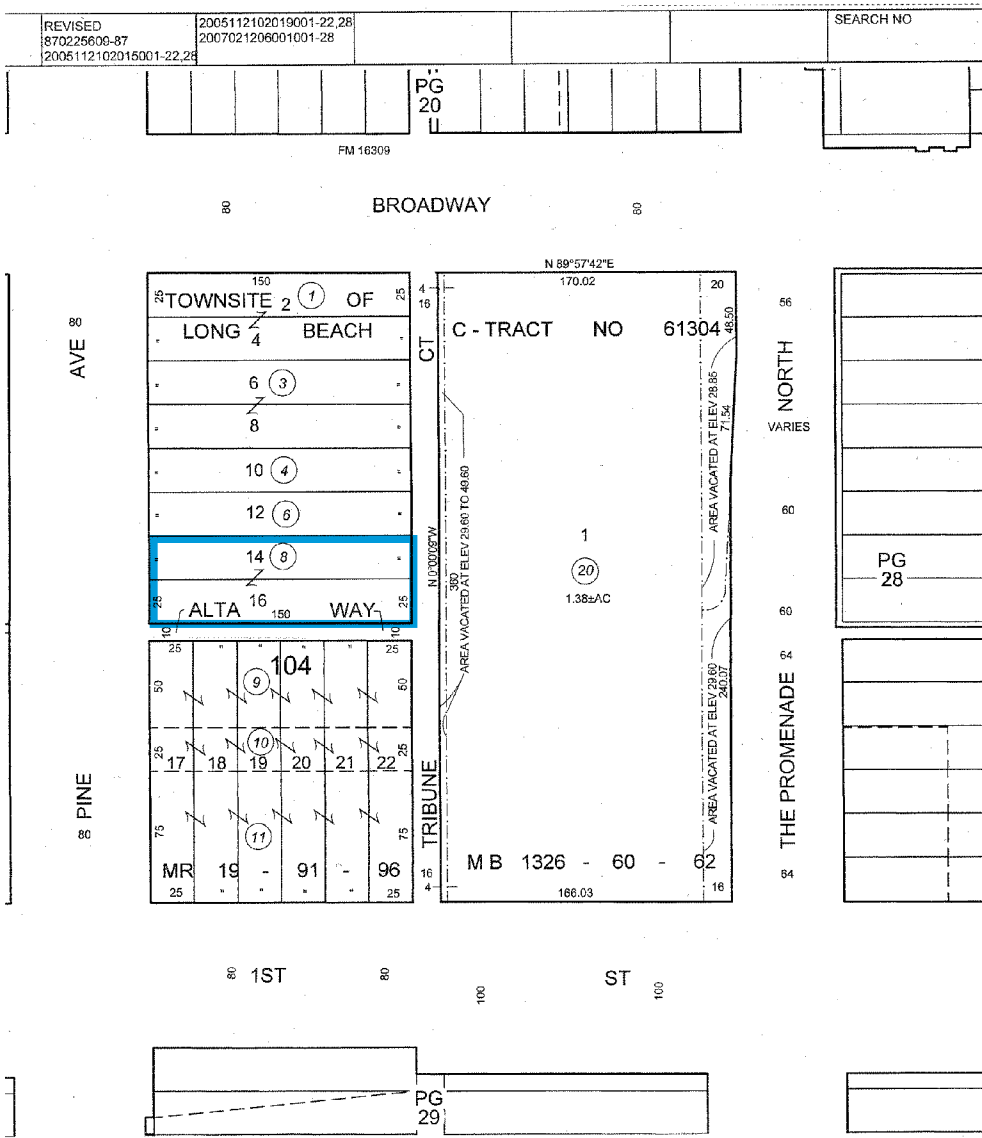 REVISED
870225609-87
2005112102015001-22,28
2005112102019001-22,28
2007021206001001-28
SEARCH NO
PG
20
FM 16309
80
BROADWAY
80
N 89°57'42"E
150
170.02
20
25
TOWNSITE 2 1 OF
25
4
16
56
LONG 4 BEACH
CT
C - TRACT NO 61304
48.50
80
AVE
6 3
8
10 4
12 6
14 8
16
25
ALTA
150
WAY
25
10
10
N 0°00'09"W
360
AREA VACATED AT ELEV 29.60 TO 49.60
AREA VACATED AT ELEV 28.85
71.54
NORTH
VARIES
60
1
20
1.38±AC
PG
28
60
64
25 " " " " 25
104
50
9
50
25
10
25
17 18 19 20 21 22
75
11
75
MR 19 - 91 - 96
25 " " " " 25
PINE
80
TRIBUNE
16
4
AREA VACATED AT ELEV 29.60
240.07
M B 1326 - 60 - 62
166.03
16
THE PROMENADE
64
80
1ST
80
100
ST
100
PG
29